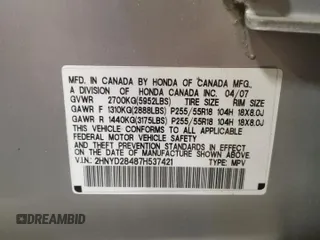 MFD. IN CANADA BY HONDA OF CANADA MFG.
A DIVISION OF HONDA CANADA INC. 04/07
GVWR 2700KG(5952LBS) TIRE SIZE RIM SIZE
GAWR F 1310KG(2888LBS) P255/55R18 104H 18X8.0J
GAWR R 1440KG(3175LBS) P255/55R18 104H 18X8.0J
THIS VEHICLE CONFORMS TO ALL APPLICABLE
FEDERAL MOTOR VEHICLE SAFETY
AND THEFT PREVENTION STANDARDS IN EFFECT
ON THE DATE OF MANUFACTURE SHOWN ABOVE.
V.I.N.: 2HNYD28487H537421 TYPE: MPV
DREAMBID